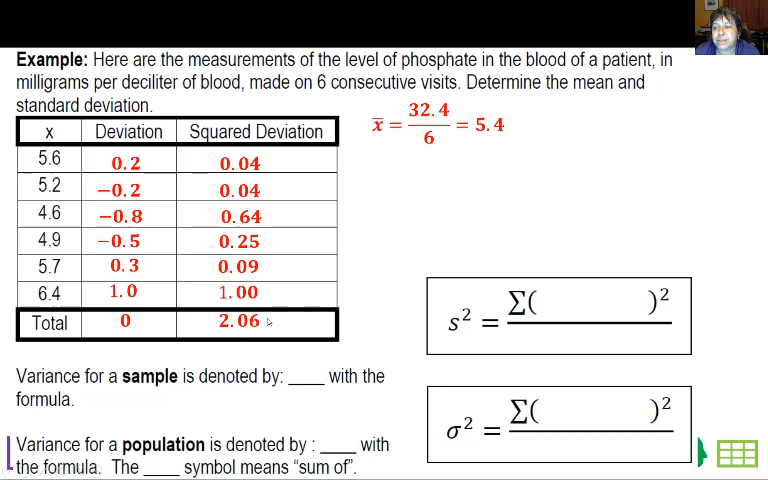 Example: Here are the measurements of the level of phosphate in the blood of a patient, in
milligrams per deciliter of blood, made on 6 consecutive visits. Determine the mean and
standard deviation.
x̅ = 32.4 / 6 = 5.4
x Deviation Squared Deviation
5.6 0.2 0.04
5.2 −0.2 0.04
4.6 −0.8 0.64
4.9 −0.5 0.25
5.7 0.3 0.09
6.4 1.0 1.00
Total 0 2.06
s² = ∑( )²
Variance for a sample is denoted by: ____ with the
formula.
σ² = ∑( )²
Variance for a population is denoted by : ____ with
the formula. The ____ symbol means “sum of”.